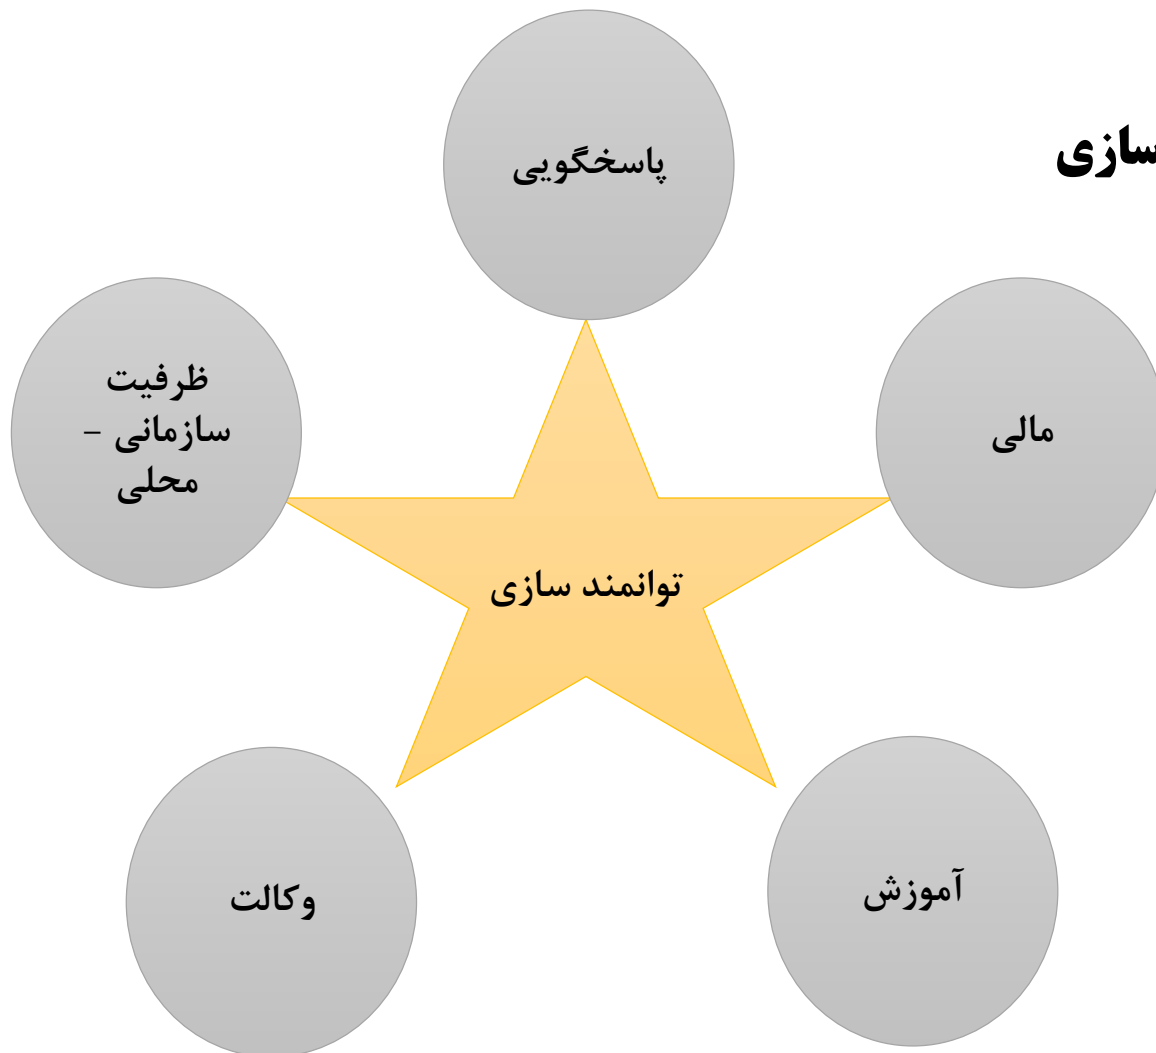 سازی
پاسخگویی
ظرفیت
سازمانی –
محلی
مالی
توانمند سازی
وکالت
آموزش